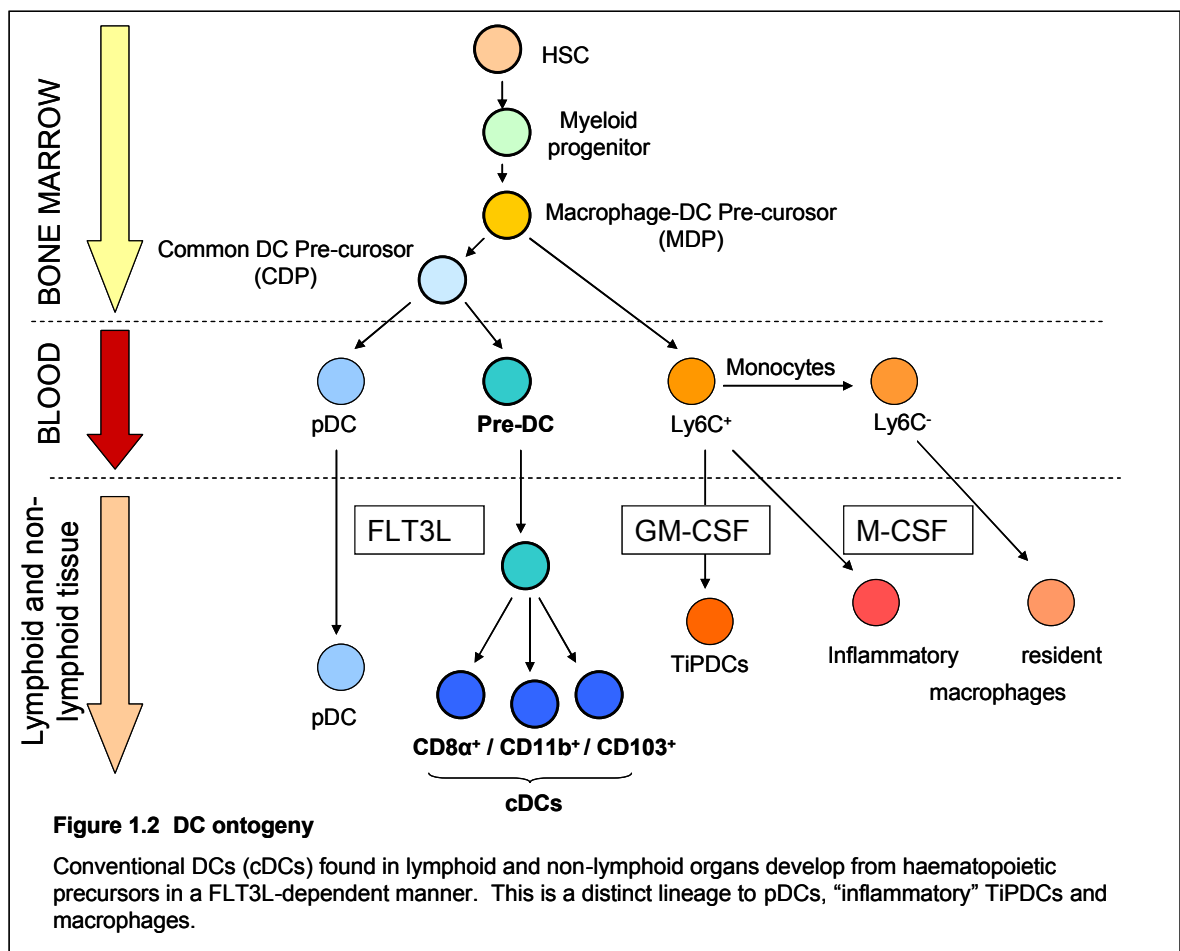 BONE MARROW
HSC
Myeloid
progenitor
Macrophage-DC Pre-curosor
(MDP)
Common DC Pre-curosor
(CDP)
BLOOD
pDC
Pre-DC
Ly6C⁺
Monocytes
Ly6C⁻
Lymphoid and non-
lymphoid tissue
FLT3L
GM-CSF
M-CSF
pDC
CD8α⁺ / CD11b⁺ / CD103⁺
cDCs
TiPDCs
Inflammatory
resident
macrophages
Figure 1.2 DC ontogeny
Conventional DCs (cDCs) found in lymphoid and non-lymphoid organs develop from haematopoietic
precursors in a FLT3L-dependent manner. This is a distinct lineage to pDCs, “inflammatory” TiPDCs and
macrophages.